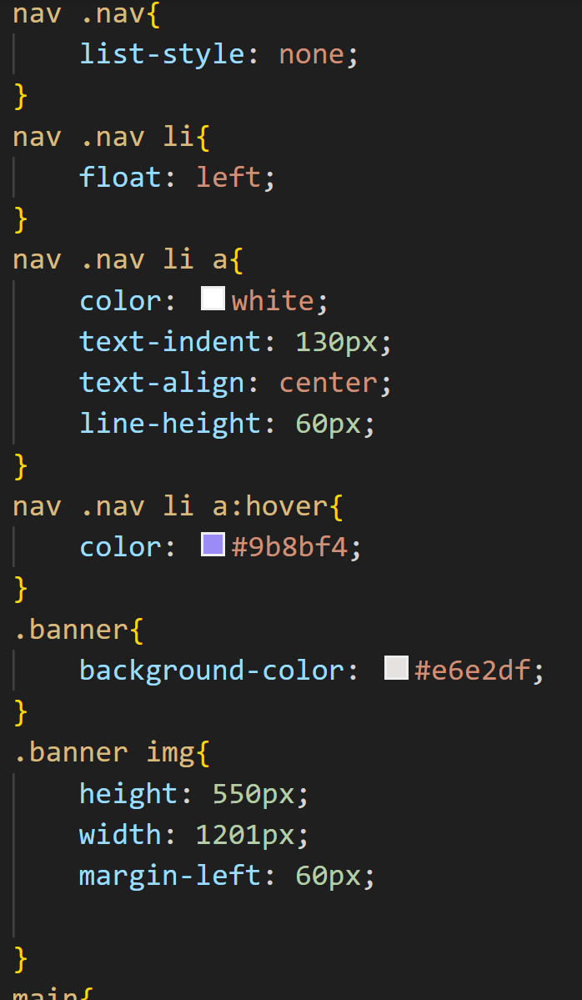 nav .nav{
    list-style: none;
}
nav .nav li{
    float: left;
}
nav .nav li a{
    color: white;
    text-indent: 130px;
    text-align: center;
    line-height: 60px;
}
nav .nav li a:hover{
    color: #9b8bf4;
}
.banner{
    background-color: #e6e2df;
}
.banner img{
    height: 550px;
    width: 1201px;
    margin-left: 60px;
}
main{